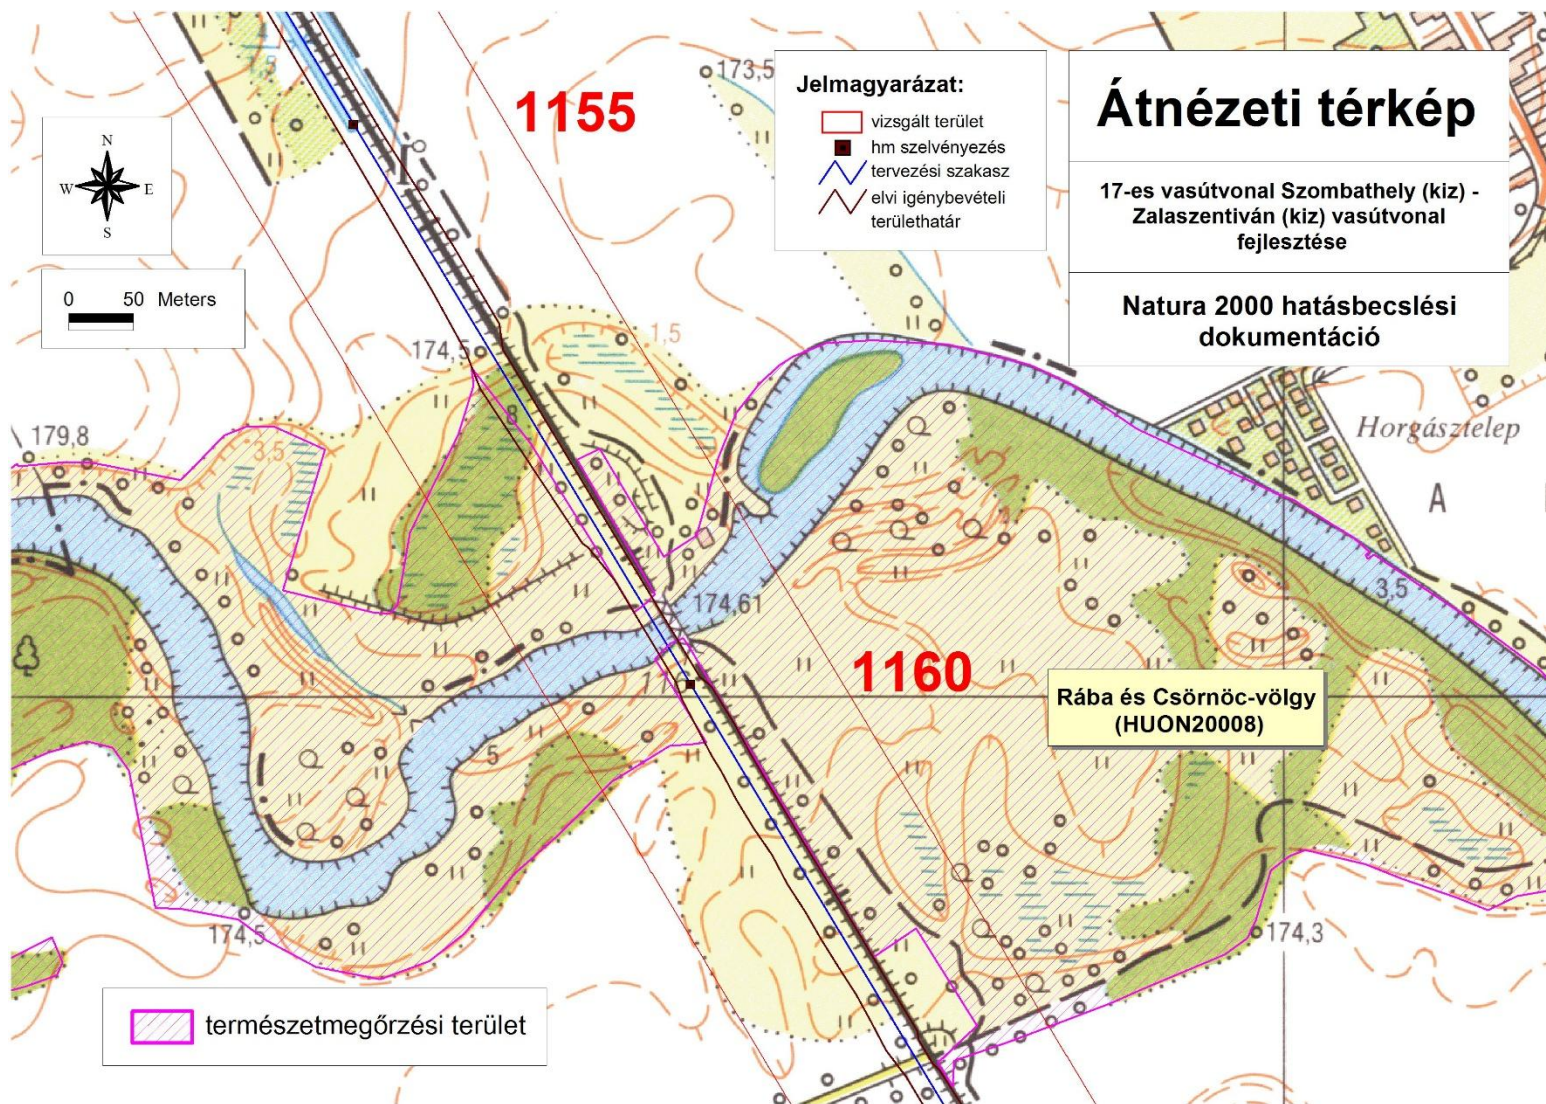 Átnézeti térkép
17-es vasútvonal Szombathely (kiz) -
Zalaszentiván (kiz) vasútvonal
fejlesztése
Natura 2000 hatásbecslési
dokumentáció
Jelmagyarázat:
vizsgált terület
hm szelvényezés
tervezési szakasz
elvi igénybevételi
területhatár
1155
173,5
N
W E
S
0 50 Meters
1,5
174,5
8
Horgásztelep
179,8
3,5
A
174,61
3,5
1160
Rába és Csörnöc-völgy
(HUON20008)
5
174,5
174,3
természetmegőrzési terület